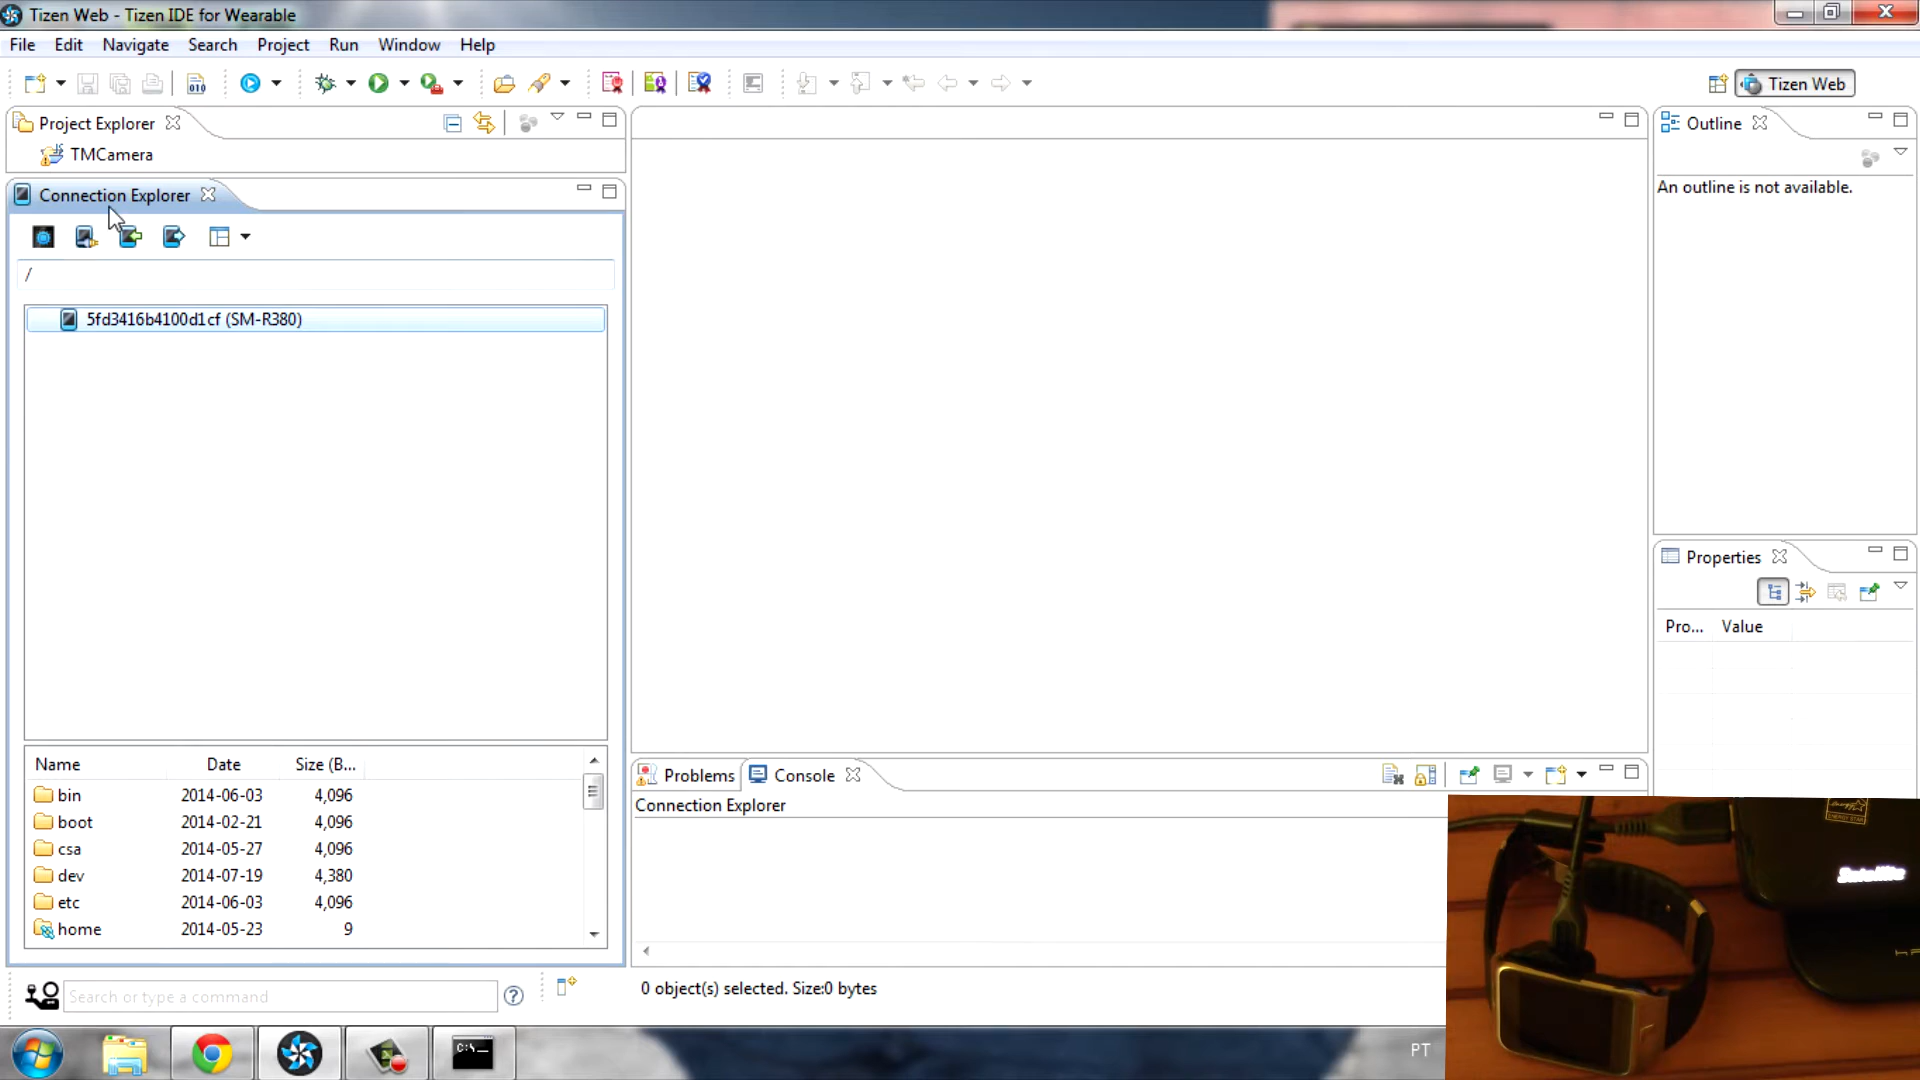 Tizen Web - Tizen IDE for Wearable
File Edit Navigate Search Project Run Window Help
Tizen Web
Project Explorer
TMCamera
Connection Explorer
/
5fd3416b4100d1cf (SM-R380)
Name Date Size (B...
bin 2014-06-03 4,096
boot 2014-02-21 4,096
csa 2014-05-27 4,096
dev 2014-07-19 4,380
etc 2014-06-03 4,096
home 2014-05-23 9
Search or type a command
Outline
An outline is not available.
Properties
Pro... Value
Problems Console
Connection Explorer
0 object(s) selected. Size:0 bytes
PT
Satellite
ENERGY STAR
010
C:\